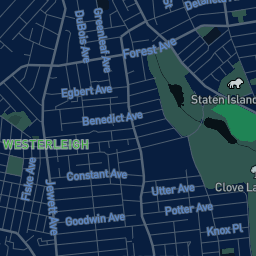 DuBois Ave
Greenleaf Ave
Forest Ave
Egbert Ave
Staten Island
Benedict Ave
WESTERLEIGH
Fiske Ave
Jewett Ave
Constant Ave
Utter Ave
Clove La
Potter Ave
Goodwin Ave
Knox Pl